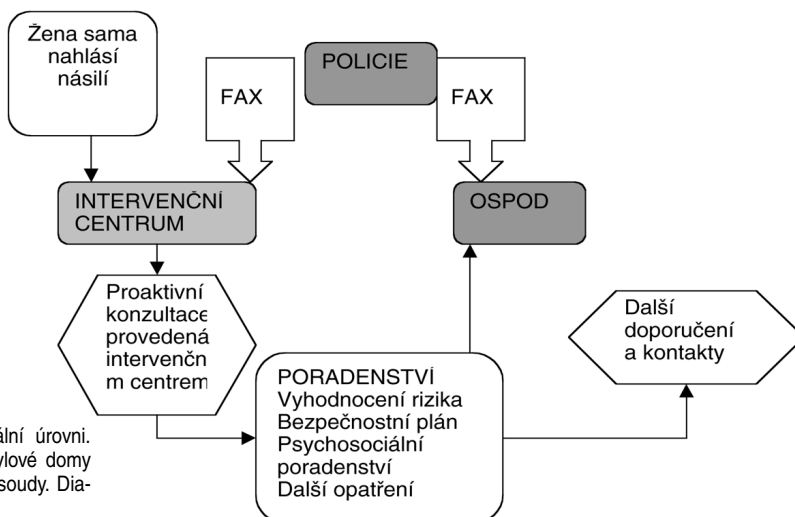 Žena sama
nahlásí
násilí
FAX
POLICIE
FAX
INTERVENČNÍ
CENTRUM
OSPOD
Proaktivní
konzultace
provedená
intervenčn
m centrem
Další
doporučení
a kontakty
PORADENSTVÍ
Vyhodnocení rizika
Bezpečnostní plán
Psychosociální
poradenství
Další opatření
ální úrovni.
ylové domy
soudy. Dia-